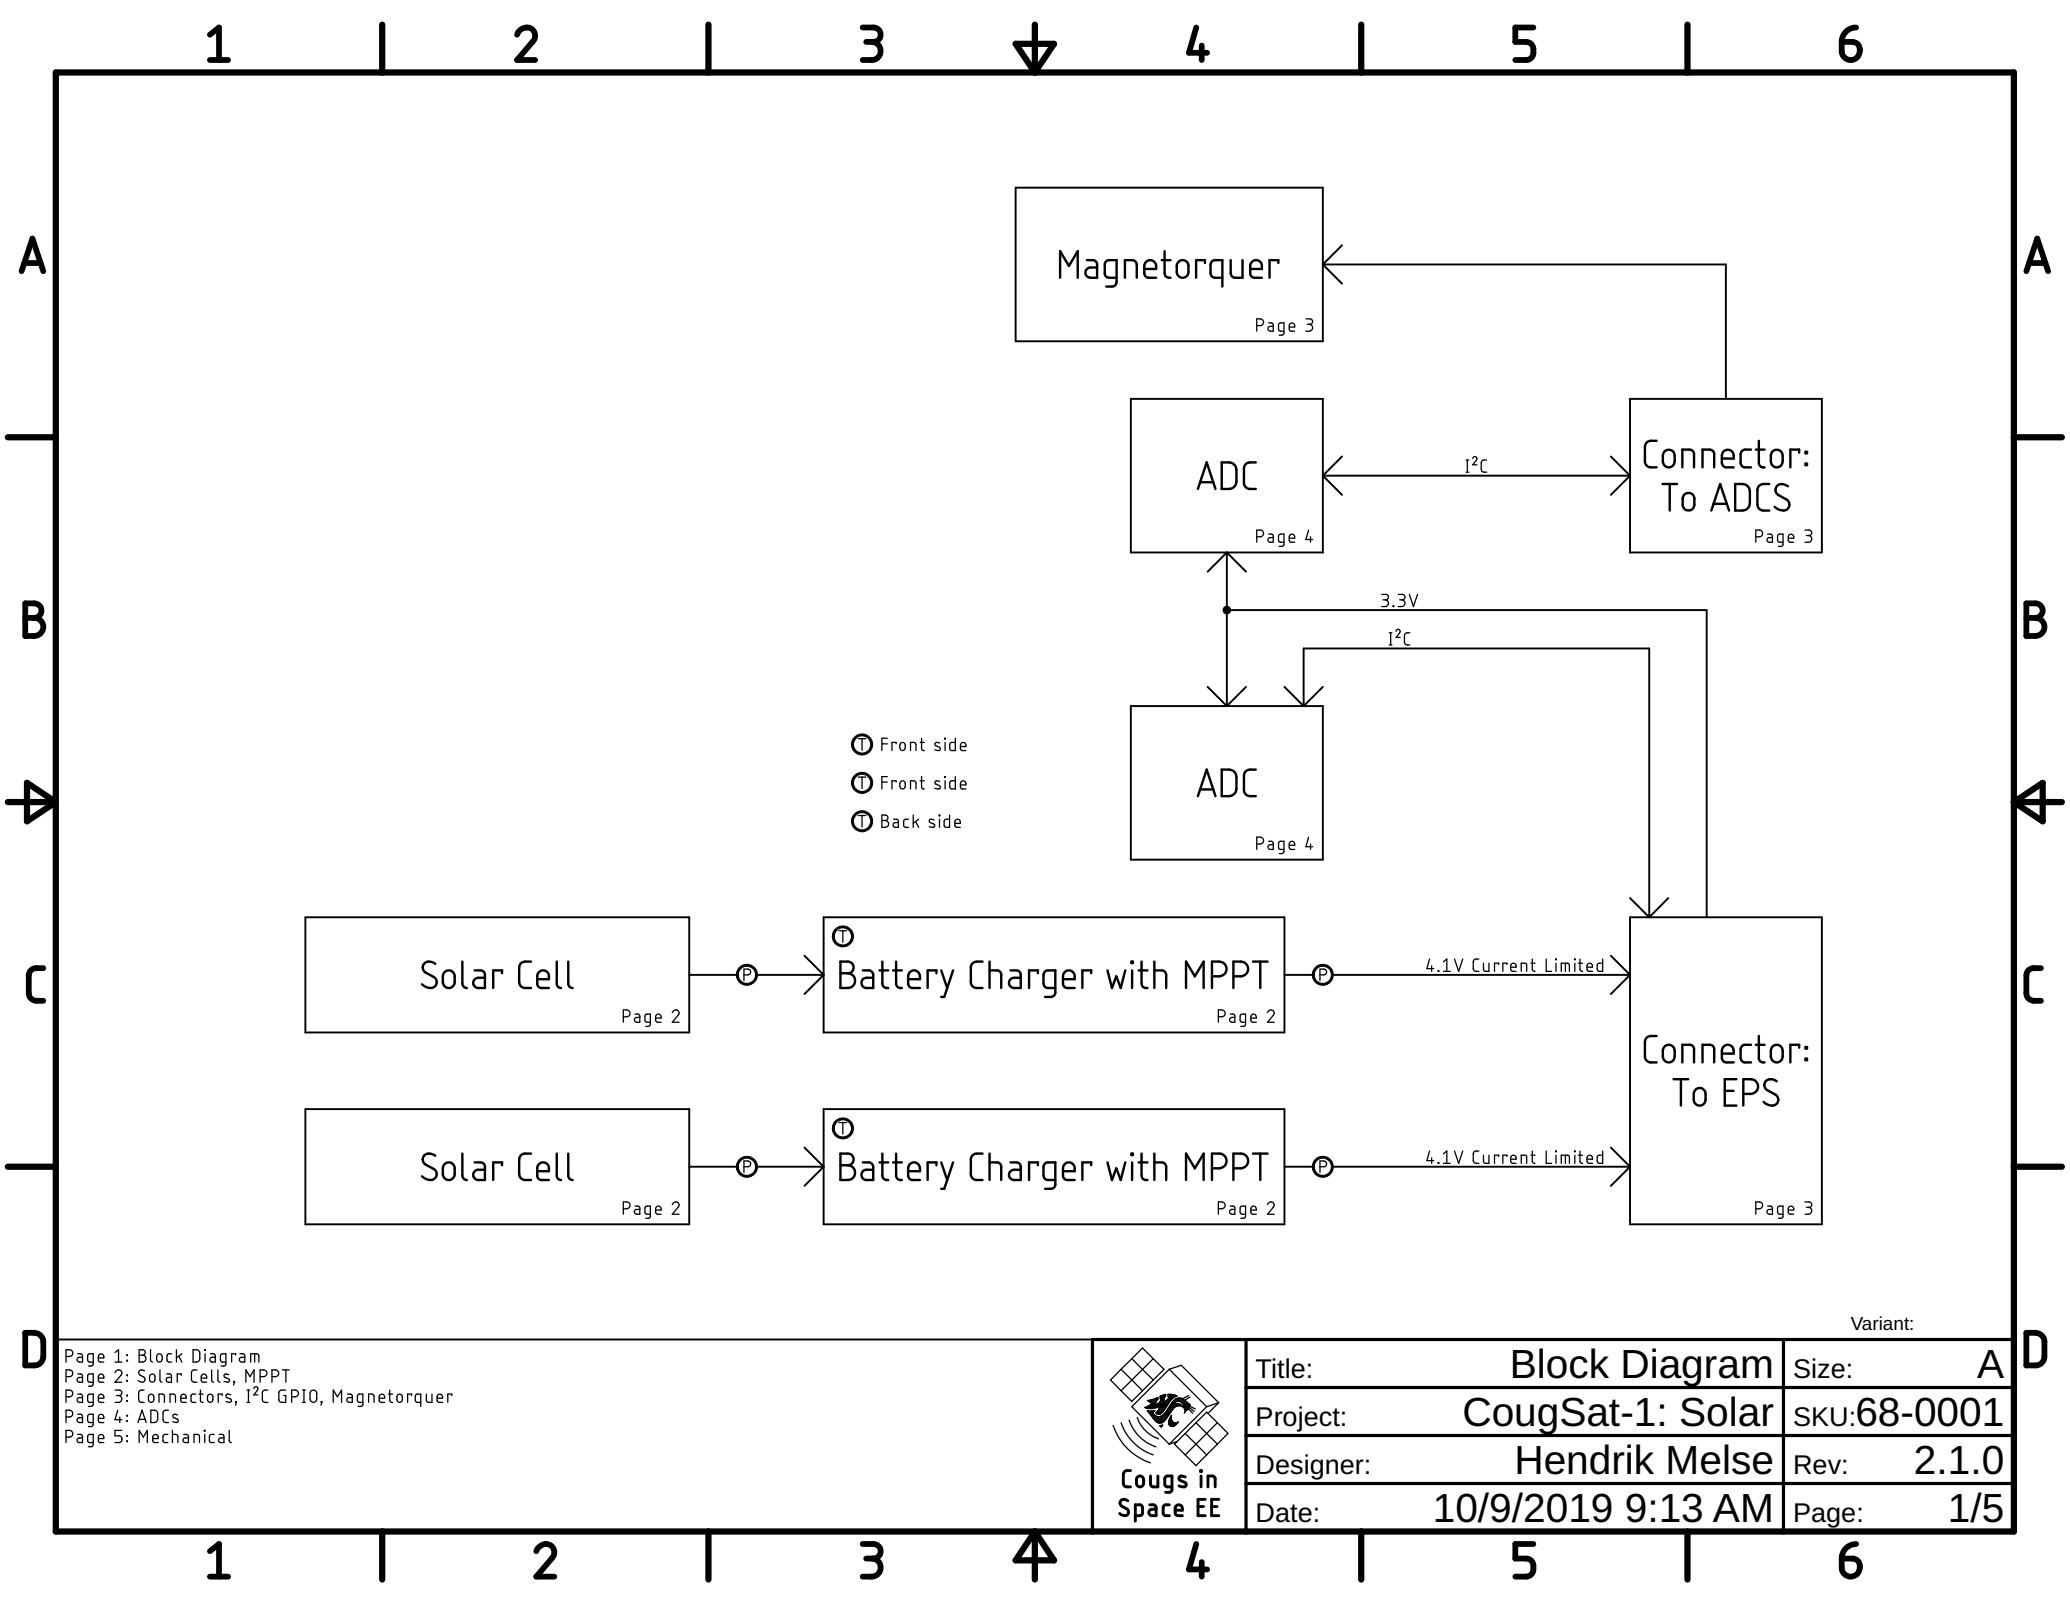 1 2 3 4 5 6
A A
Magnetorquer
Page 3
ADC
Page 4
I²C
Connector:
To ADCS
Page 3
B B
3.3V
I²C
T Front side
T Front side
T Back side
ADC
Page 4
C C
Solar Cell
Page 2
P
T
Battery Charger with MPPT
Page 2
P
4.1V Current Limited
Connector:
To EPS
Page 3
Solar Cell
Page 2
P
T
Battery Charger with MPPT
Page 2
P
4.1V Current Limited
D D
Page 1: Block Diagram
Page 2: Solar Cells, MPPT
Page 3: Connectors, I²C GPIO, Magnetorquer
Page 4: ADCs
Page 5: Mechanical
Cougs in
Space EE
Variant:
Title: Block Diagram Size: A
Project: CougSat-1: Solar SKU:68-0001
Designer: Hendrik Melse Rev: 2.1.0
Date: 10/9/2019 9:13 AM Page: 1/5
1 2 3 4 5 6